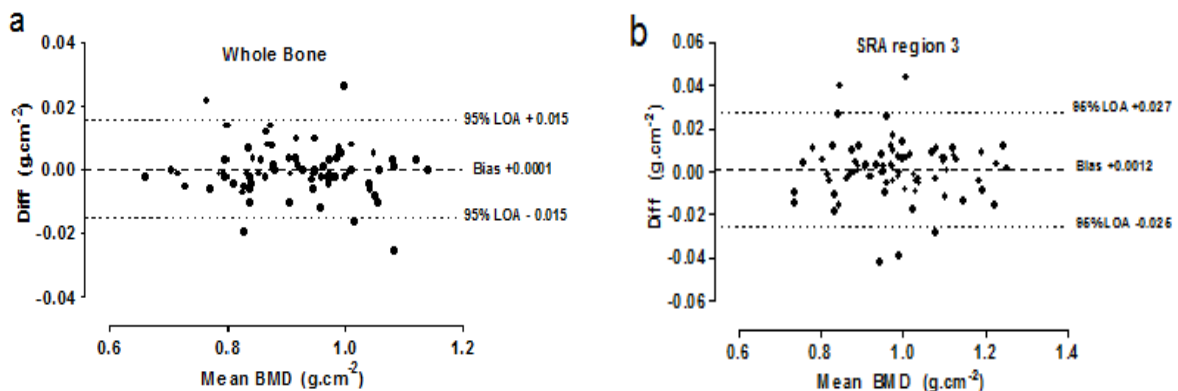 a
Whole Bone
0.04
0.02
0.00
-0.02
-0.04
Diff (g.cm-2)
95% LOA + 0.015
Bias +0.0001
95% LOA - 0.015
0.6 0.8 1.0 1.2
Mean BMD (g.cm-2)
b
SRA region 3
0.06
0.04
0.02
0.00
-0.02
-0.04
-0.06
Diff (g.cm-2)
95% LOA +0.027
Bias +0.0012
95% LOA -0.025
0.6 0.8 1.0 1.2 1.4
Mean BMD (g.cm-2)